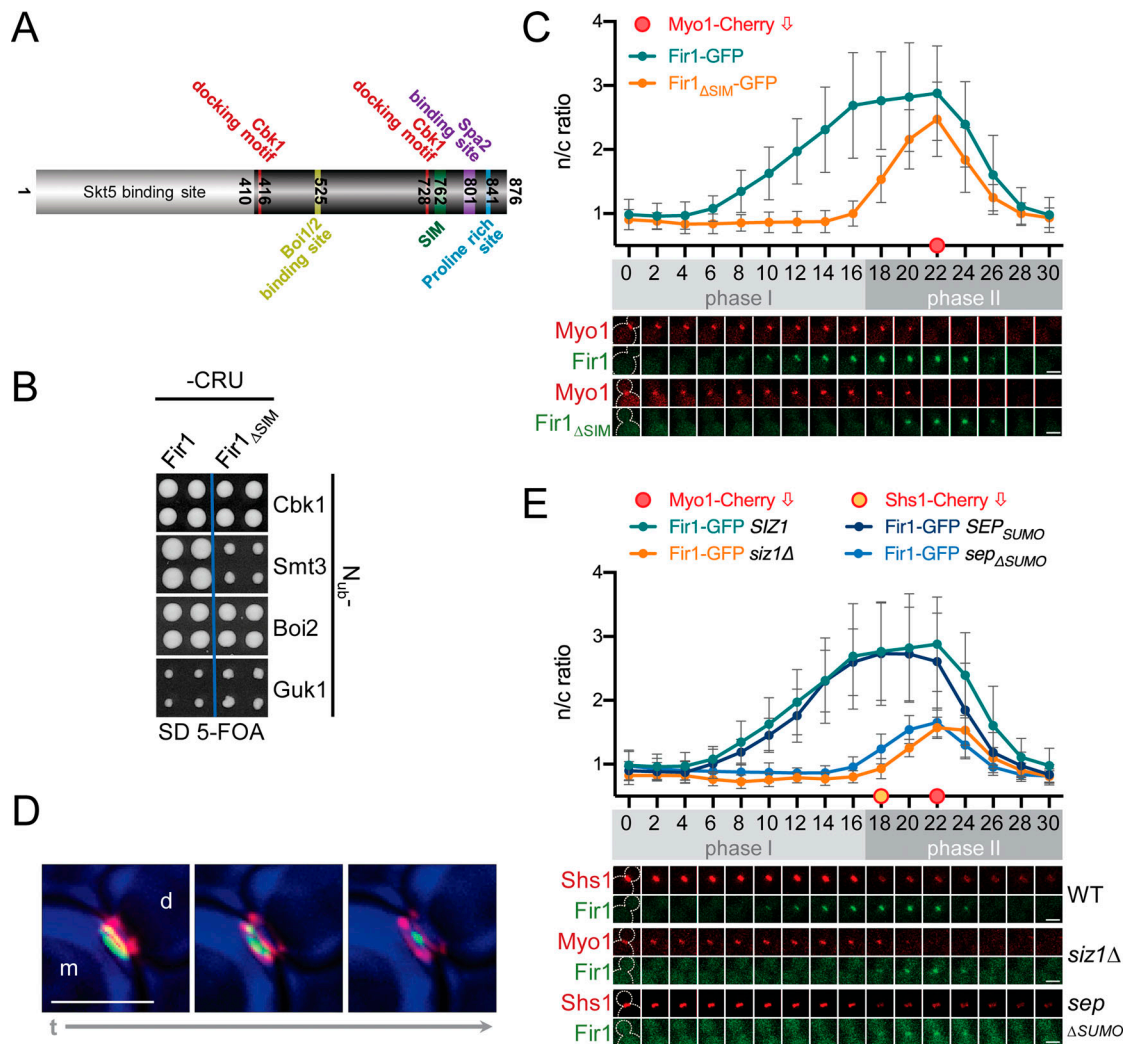 A
Cbk1
docking motif
Cbk1
docking motif
Spa2
binding site
1
Skt5 binding site
410
416
525
728
762
801
841
876
Boi1/2
binding site
SIM
Proline rich
site
B
-CRU
Fir1
Fir1ΔSIM
Cbk1
Smt3
Boi2
Guk1
Nub-
SD 5-FOA
C
Myo1-Cherry ⇩
Fir1-GFP
Fir1ΔSIM-GFP
n/c ratio
4
3
2
1
0 2 4 6 8 10 12 14 16 18 20 22 24 26 28 30
phase I phase II
Myo1
Fir1
Myo1
Fir1ΔSIM
D
d
m
t
E
Myo1-Cherry ⇩ Shs1-Cherry ⇩
Fir1-GFP SIZ1 Fir1-GFP SEPSUMO
Fir1-GFP siz1Δ Fir1-GFP sepΔSUMO
n/c ratio
4
3
2
1
0 2 4 6 8 10 12 14 16 18 20 22 24 26 28 30
phase I phase II
Shs1
Fir1
WT
Myo1
Fir1
siz1Δ
Shs1
Fir1
sep
ΔSUMO